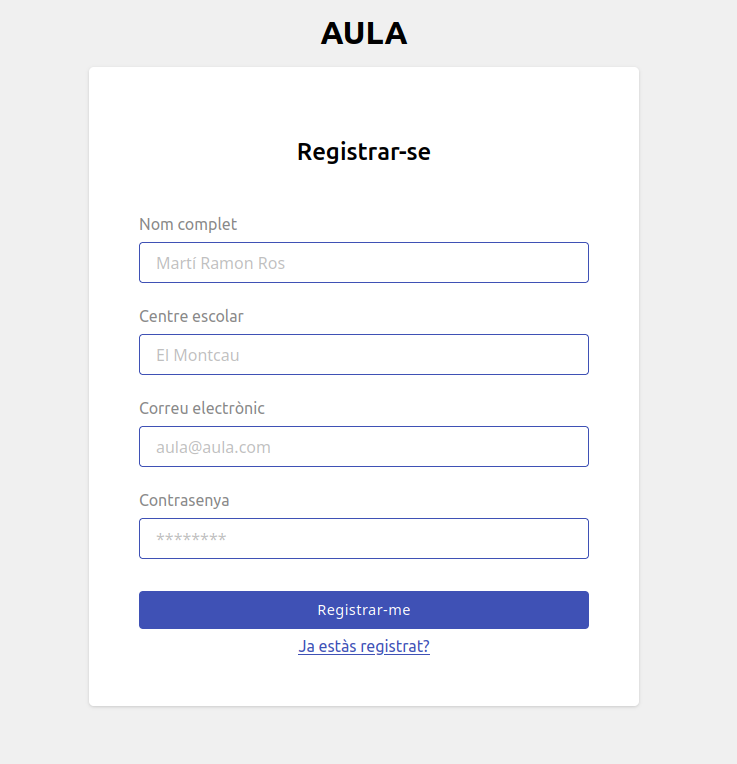 AULA
Registrar-se
Nom complet
Martí Ramon Ros
Centre escolar
El Montcau
Correu electrònic
aula@aula.com
Contrasenya
********
Registrar-me
Ja estàs registrat?